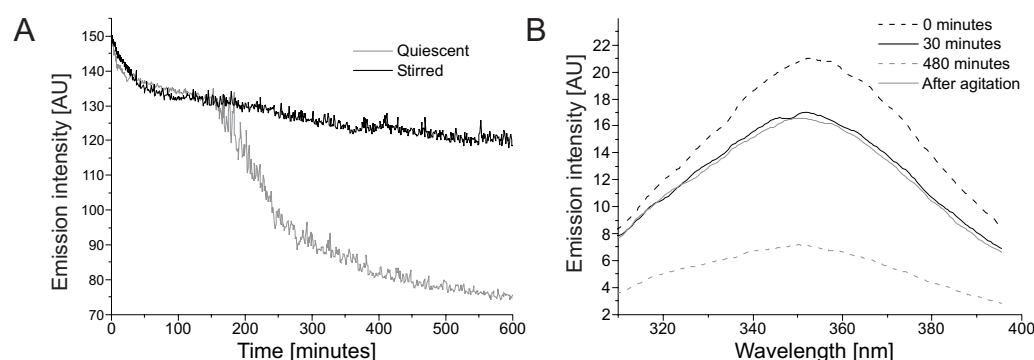 A
150
140
130
120
110
100
90
80
70
Emission intensity [AU]
Quiescent
Stirred
0 100 200 300 400 500 600
Time [minutes]
B
22
20
18
16
14
12
10
8
6
4
2
Emission intensity [AU]
0 minutes
30 minutes
480 minutes
After agitation
320 340 360 380 400
Wavelength [nm]